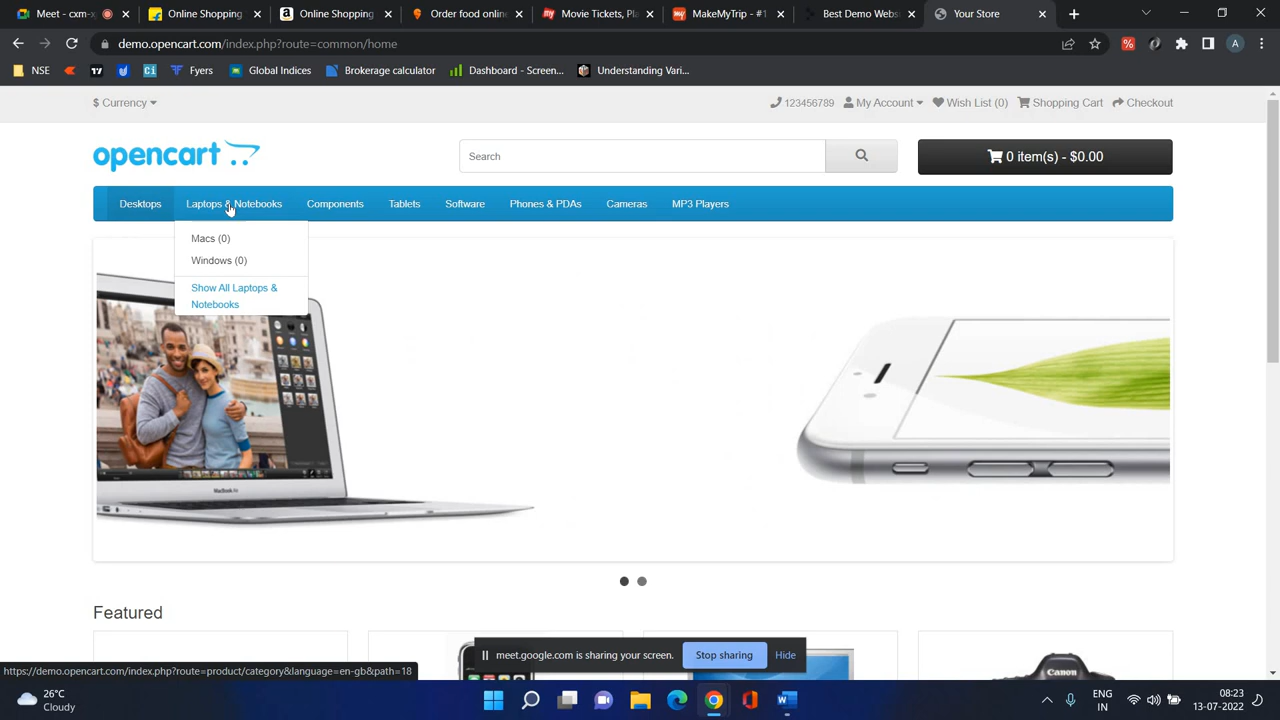 Meet - cxm-x
Online Shopping
Online Shopping
Order food online
Movie Tickets, Pla
MakeMyTrip - #1
Best Demo Webs
Your Store
demo.opencart.com/index.php?route=common/home
A
NSE
Fyers
Global Indices
Brokerage calculator
Dashboard - Screen...
Understanding Vari...
$ Currency
123456789
My Account
Wish List (0)
Shopping Cart
Checkout
opencart
Search
0 item(s) - $0.00
Desktops
Laptops & Notebooks
Components
Tablets
Software
Phones & PDAs
Cameras
MP3 Players
Macs (0)
Windows (0)
Show All Laptops &
Notebooks
MacBook Air
Featured
meet.google.com is sharing your screen.
Stop sharing
Hide
Canon
https://demo.opencart.com/index.php?route=product/category&language=en-gb&path=18
26°C
Cloudy
ENG
IN
08:23
13-07-2022